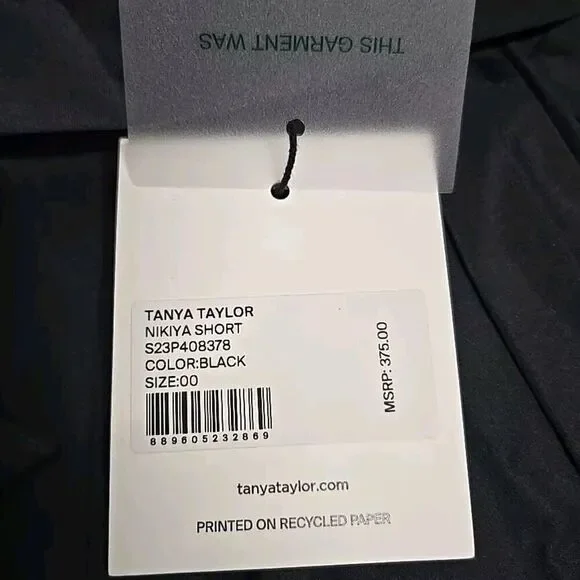 THIS GARMENT WAS
TANYA TAYLOR
NIKIYA SHORT
S23P408378
COLOR:BLACK
SIZE:00
889605232869
MSRP: 375.00
tanyataylor.com
PRINTED ON RECYCLED PAPER